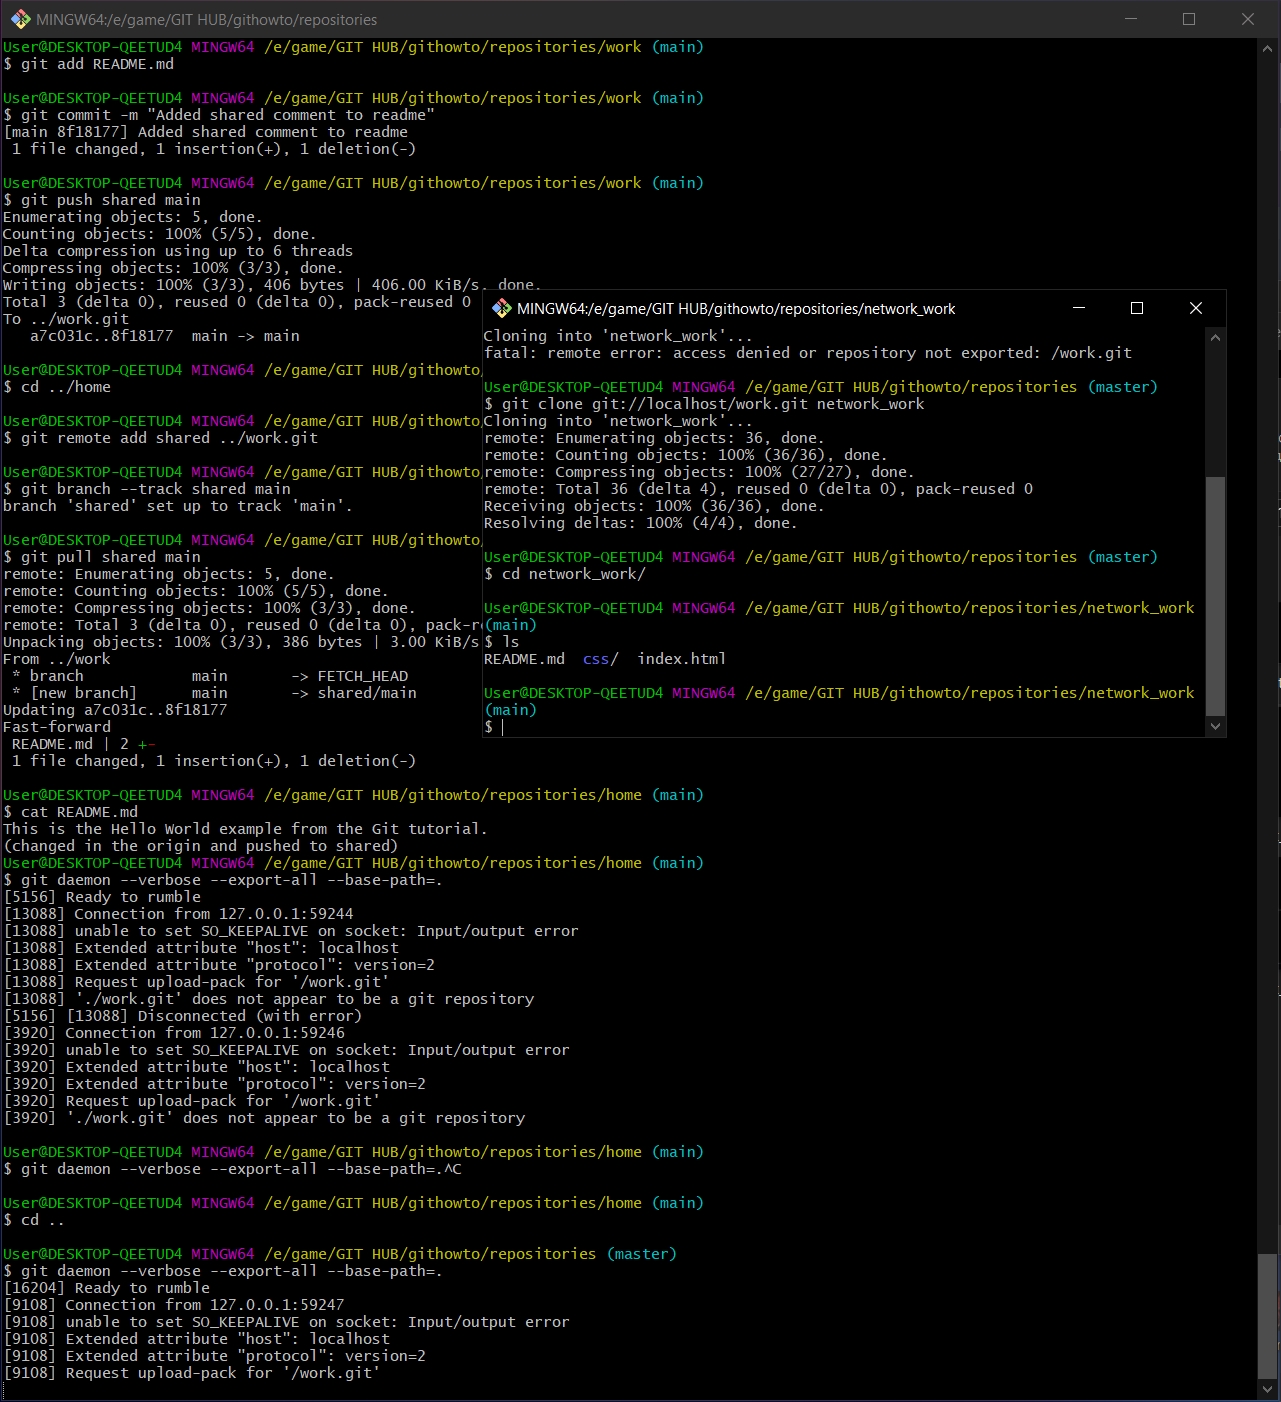 MINGW64:/e/game/GIT HUB/githowto/repositories
User@DESKTOP-QEETUD4 MINGW64 /e/game/GIT HUB/githowto/repositories/work (main)
$ git add README.md
User@DESKTOP-QEETUD4 MINGW64 /e/game/GIT HUB/githowto/repositories/work (main)
$ git commit -m "Added shared comment to readme"
[main 8f18177] Added shared comment to readme
1 file changed, 1 insertion(+), 1 deletion(-)
User@DESKTOP-QEETUD4 MINGW64 /e/game/GIT HUB/githowto/repositories/work (main)
$ git push shared main
Enumerating objects: 5, done.
Counting objects: 100% (5/5), done.
Delta compression using up to 6 threads
Compressing objects: 100% (3/3), done.
Writing objects: 100% (3/3), 406 bytes | 406.00 KiB/s, done.
Total 3 (delta 0), reused 0 (delta 0), pack-reused 0
To ../work.git
a7c031c..8f18177  main -> main
User@DESKTOP-QEETUD4 MINGW64 /e/game/GIT HUB/githowto
$ cd ../home
User@DESKTOP-QEETUD4 MINGW64 /e/game/GIT HUB/githowto
$ git remote add shared ../work.git
User@DESKTOP-QEETUD4 MINGW64 /e/game/GIT HUB/githowto
$ git branch --track shared main
branch 'shared' set up to track 'main'.
User@DESKTOP-QEETUD4 MINGW64 /e/game/GIT HUB/githowto
$ git pull shared main
remote: Enumerating objects: 5, done.
remote: Counting objects: 100% (5/5), done.
remote: Compressing objects: 100% (3/3), done.
remote: Total 3 (delta 0), reused 0 (delta 0), pack-r
Unpacking objects: 100% (3/3), 386 bytes | 3.00 KiB/s
From ../work
* branch            main       -> FETCH_HEAD
* [new branch]      main       -> shared/main
Updating a7c031c..8f18177
Fast-forward
README.md | 2 +-
1 file changed, 1 insertion(+), 1 deletion(-)
User@DESKTOP-QEETUD4 MINGW64 /e/game/GIT HUB/githowto/repositories/home (main)
$ cat README.md
This is the Hello World example from the Git tutorial.
(changed in the origin and pushed to shared)
User@DESKTOP-QEETUD4 MINGW64 /e/game/GIT HUB/githowto/repositories/home (main)
$ git daemon --verbose --export-all --base-path=.
[5156] Ready to rumble
[13088] Connection from 127.0.0.1:59244
[13088] unable to set SO_KEEPALIVE on socket: Input/output error
[13088] Extended attribute "host": localhost
[13088] Extended attribute "protocol": version=2
[13088] Request upload-pack for '/work.git'
[13088] './work.git' does not appear to be a git repository
[5156] [13088] Disconnected (with error)
[3920] Connection from 127.0.0.1:59246
[3920] unable to set SO_KEEPALIVE on socket: Input/output error
[3920] Extended attribute "host": localhost
[3920] Extended attribute "protocol": version=2
[3920] Request upload-pack for '/work.git'
[3920] './work.git' does not appear to be a git repository
User@DESKTOP-QEETUD4 MINGW64 /e/game/GIT HUB/githowto/repositories/home (main)
$ git daemon --verbose --export-all --base-path=.^C
User@DESKTOP-QEETUD4 MINGW64 /e/game/GIT HUB/githowto/repositories/home (main)
$ cd ..
User@DESKTOP-QEETUD4 MINGW64 /e/game/GIT HUB/githowto/repositories (master)
$ git daemon --verbose --export-all --base-path=.
[16204] Ready to rumble
[9108] Connection from 127.0.0.1:59247
[9108] unable to set SO_KEEPALIVE on socket: Input/output error
[9108] Extended attribute "host": localhost
[9108] Extended attribute "protocol": version=2
[9108] Request upload-pack for '/work.git'
MINGW64:/e/game/GIT HUB/githowto/repositories/network_work
Cloning into 'network_work'...
fatal: remote error: access denied or repository not exported: /work.git
User@DESKTOP-QEETUD4 MINGW64 /e/game/GIT HUB/githowto/repositories (master)
$ git clone git://localhost/work.git network_work
Cloning into 'network_work'...
remote: Enumerating objects: 36, done.
remote: Counting objects: 100% (36/36), done.
remote: Compressing objects: 100% (27/27), done.
remote: Total 36 (delta 4), reused 0 (delta 0), pack-reused 0
Receiving objects: 100% (36/36), done.
Resolving deltas: 100% (4/4), done.
User@DESKTOP-QEETUD4 MINGW64 /e/game/GIT HUB/githowto/repositories (master)
$ cd network_work/
User@DESKTOP-QEETUD4 MINGW64 /e/game/GIT HUB/githowto/repositories/network_work
(main)
$ ls
README.md  css/  index.html
User@DESKTOP-QEETUD4 MINGW64 /e/game/GIT HUB/githowto/repositories/network_work
(main)
$